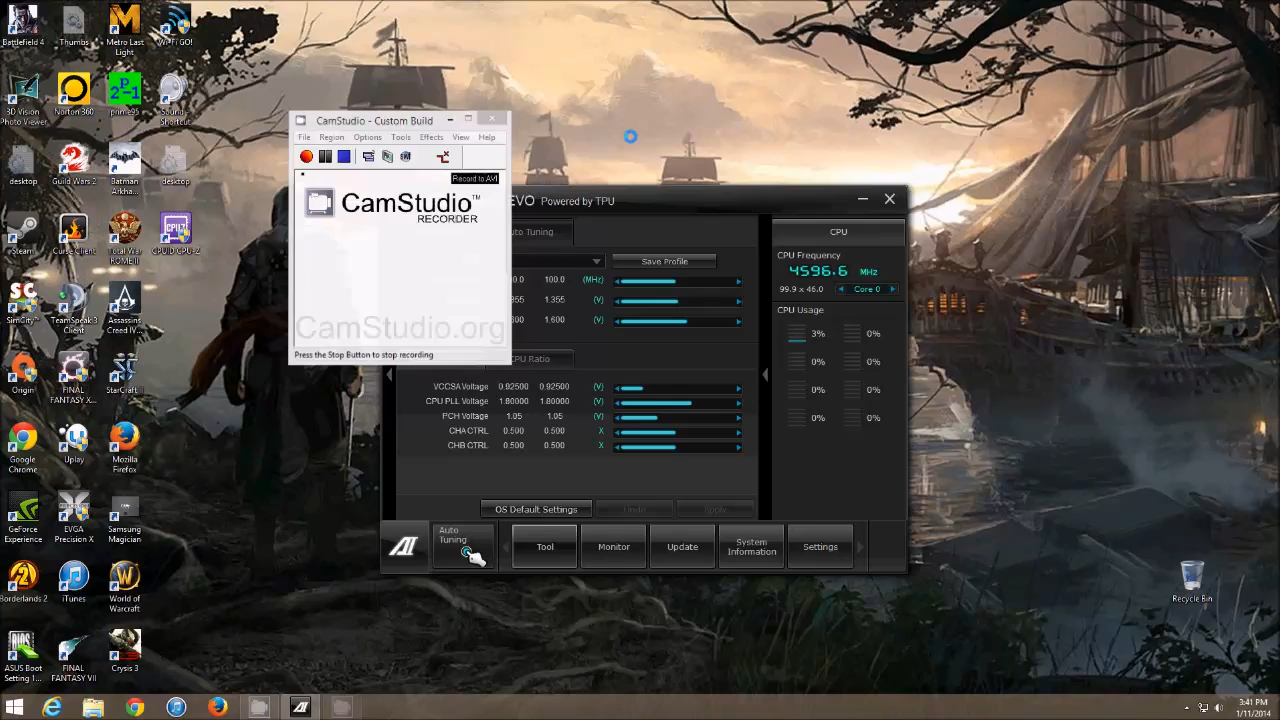 Battlefield 4
Thumbs
Metro Last
Light
Wi-Fi GO!
3D Vision
Photo Viewer
Norton 360
prime95
Sound -
Shortcut
desktop
Guild Wars 2
Batman
Arkha...
desktop
Steam
Curse Client
Total War
ROME II
CPUID CPU-Z
SimCity™
TeamSpeak 3
Client
Assassins
Creed IV...
Origin
FINAL
FANTASY X...
StarCraft
Google
Chrome
Uplay
Mozilla
Firefox
GeForce
Experience
EVGA
Precision X
Samsung
Magician
Borderlands 2
iTunes
World of
Warcraft
ASUS Boot
Setting 1...
FINAL
FANTASY VII
Crysis 3
CamStudio - Custom Build
File Region Options Tools Effects View Help
Record to AVI
CamStudio™
RECORDER
CamStudio.org
Press the Stop Button to stop recording
EVO Powered by TPU
uto Tuning
Save Profile
0.0 100.0 (MHz)
355 1.355 (V)
600 1.600 (V)
CPU Ratio
VCCSA Voltage 0.92500 0.92500 (V)
CPU PLL Voltage 1.80000 1.80000 (V)
PCH Voltage 1.05 1.05 (V)
CHA CTRL 0.500 0.500 X
CHB CTRL 0.500 0.500 X
OS Default Settings Undo Apply
CPU
CPU Frequency
4596.6 MHz
99.9 x 46.0 Core 0
CPU Usage
3% 0%
0% 0%
0% 0%
0% 0%
Auto
Tuning
Tool
Monitor
Update
System
Information
Settings
Recycle Bin
3:41 PM
1/11/2014